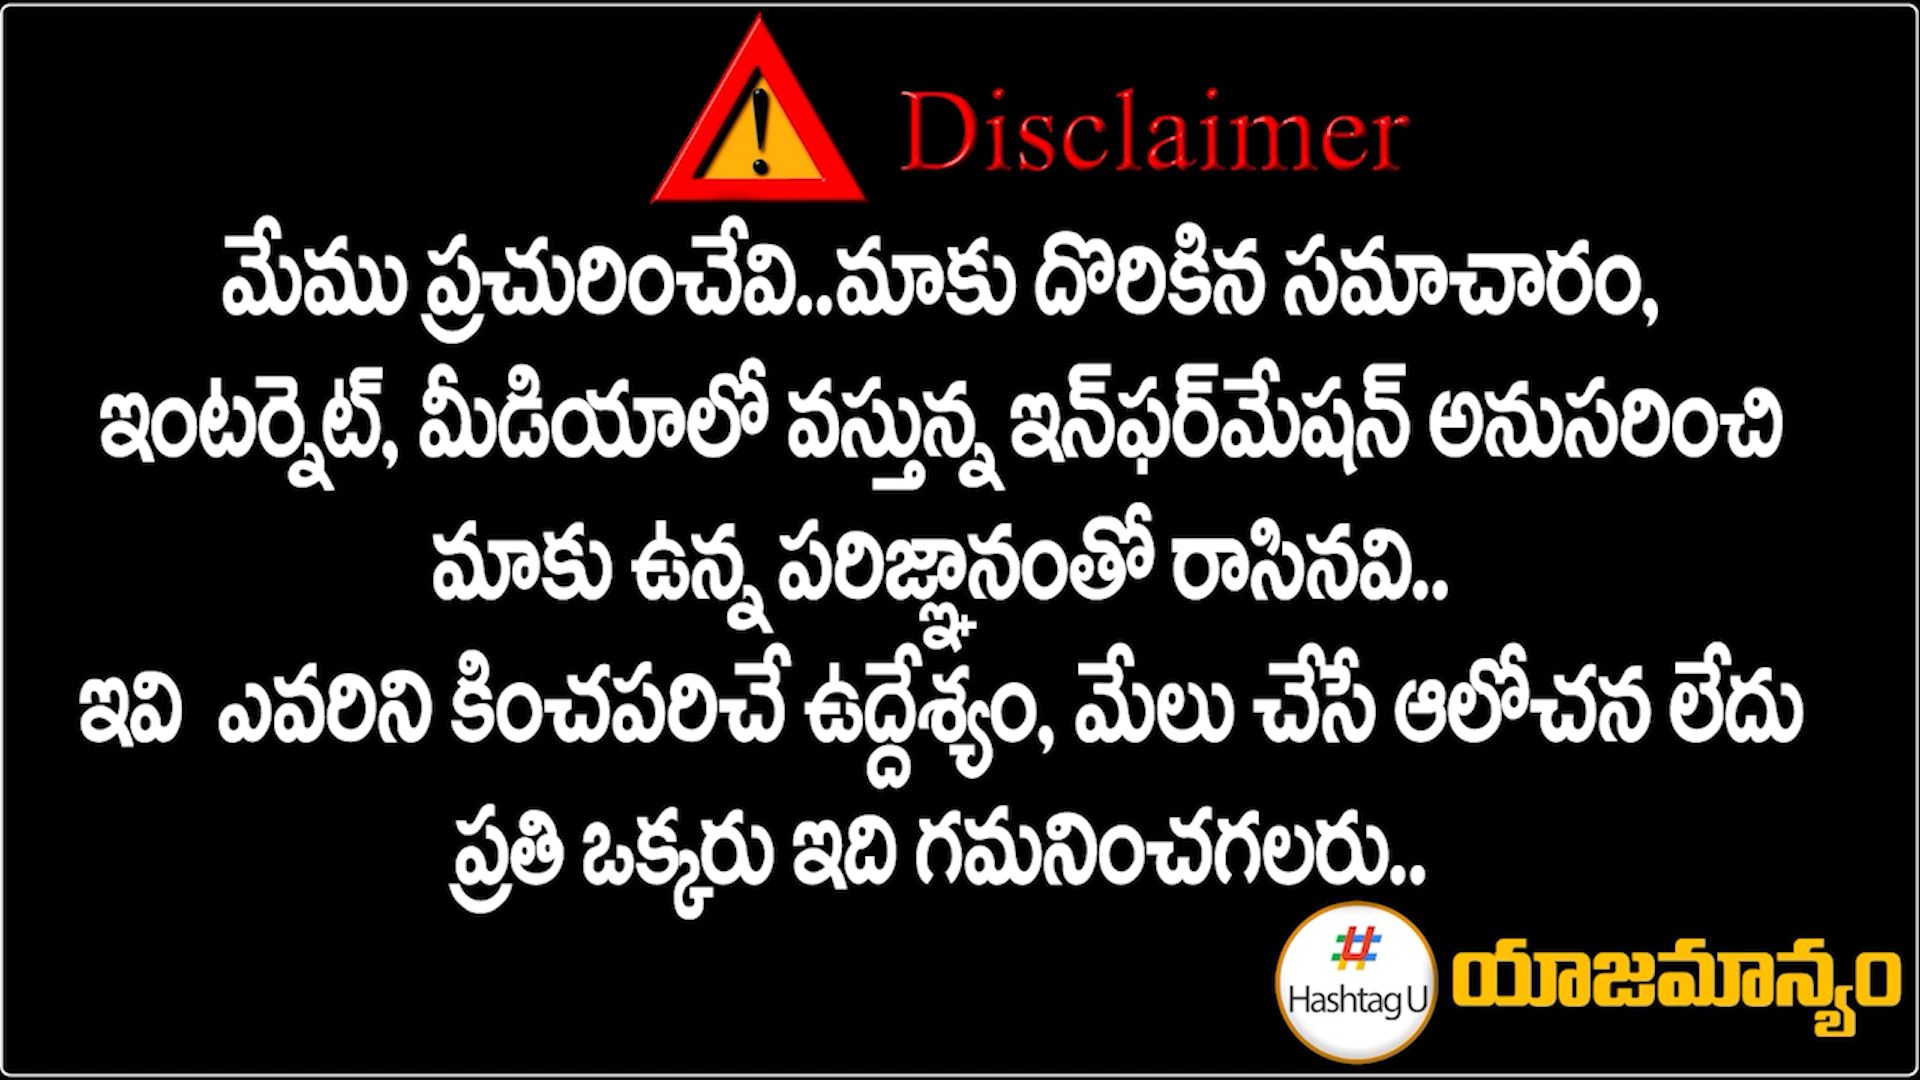 Disclaimer
మేము ప్రచురించేవి..మాకు దొరికిన సమాచారం,
ఇంటర్నెట్, మీడియాలో వస్తున్న ఇన్‌ఫర్‌మేషన్ అనుసరించి
మాకు ఉన్న పరిజ్ఞానంతో రాసినవి..
ఇవి ఎవరిని కించపరిచే ఉద్దేశ్యం, మేలు చేసే ఆలోచన లేదు
ప్రతి ఒక్కరు ఇది గమనించగలరు..
Hashtag U యాజమాన్యం